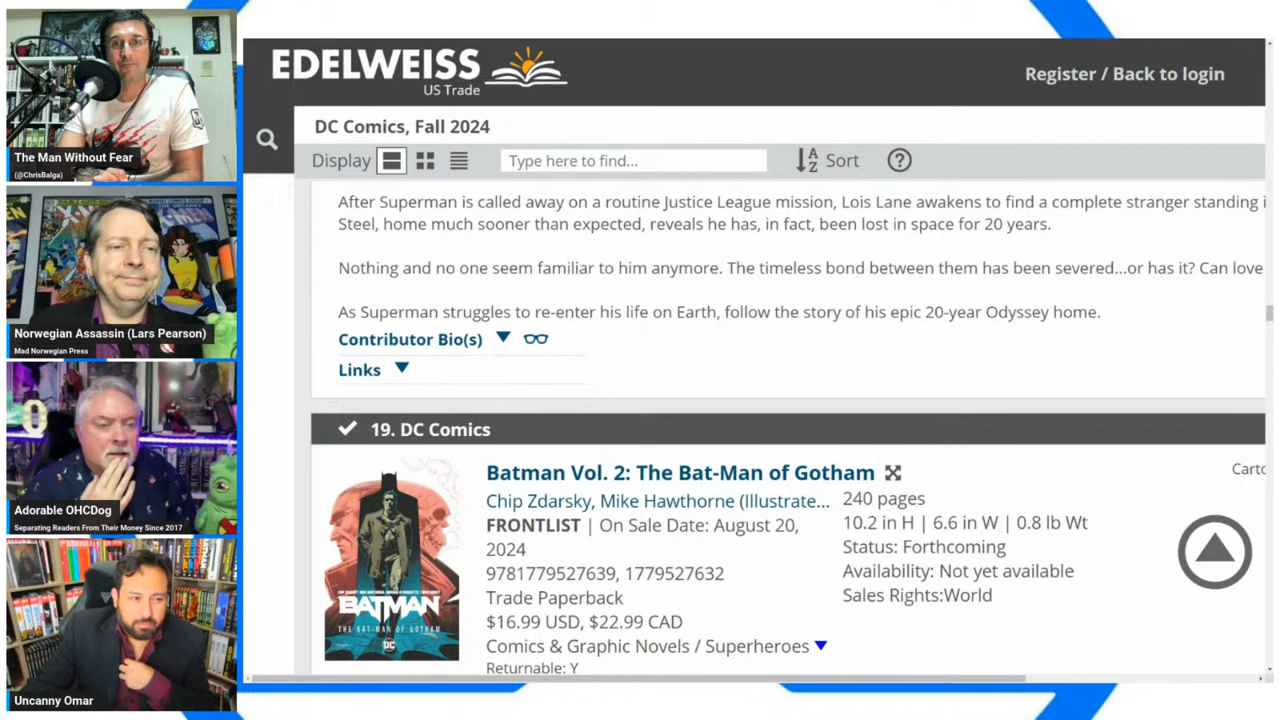 The Man Without Fear
(@ChrisBalga)
Norwegian Assassin (Lars Pearson)
Mad Norwegian Press
Adorable OHCDog
Separating Readers From Their Money Since 2017
Uncanny Omar
EDELWEISS
US Trade
Register / Back to login
DC Comics, Fall 2024
Display
Type here to find...
A
Z
Sort
?
After Superman is called away on a routine Justice League mission, Lois Lane awakens to find a complete stranger standing i
Steel, home much sooner than expected, reveals he has, in fact, been lost in space for 20 years.
Nothing and no one seem familiar to him anymore. The timeless bond between them has been severed...or has it? Can love
As Superman struggles to re-enter his life on Earth, follow the story of his epic 20-year Odyssey home.
Contributor Bio(s)
Links
19. DC Comics
Batman Vol. 2: The Bat-Man of Gotham
Carto
Chip Zdarsky, Mike Hawthorne (Illustrate...
FRONTLIST | On Sale Date: August 20,
2024
9781779527639, 1779527632
Trade Paperback
$16.99 USD, $22.99 CAD
Comics & Graphic Novels / Superheroes
Returnable: Y
240 pages
10.2 in H | 6.6 in W | 0.8 lb Wt
Status: Forthcoming
Availability: Not yet available
Sales Rights:World
BATMAN
THE BAT-MAN OF GOTHAM
DC